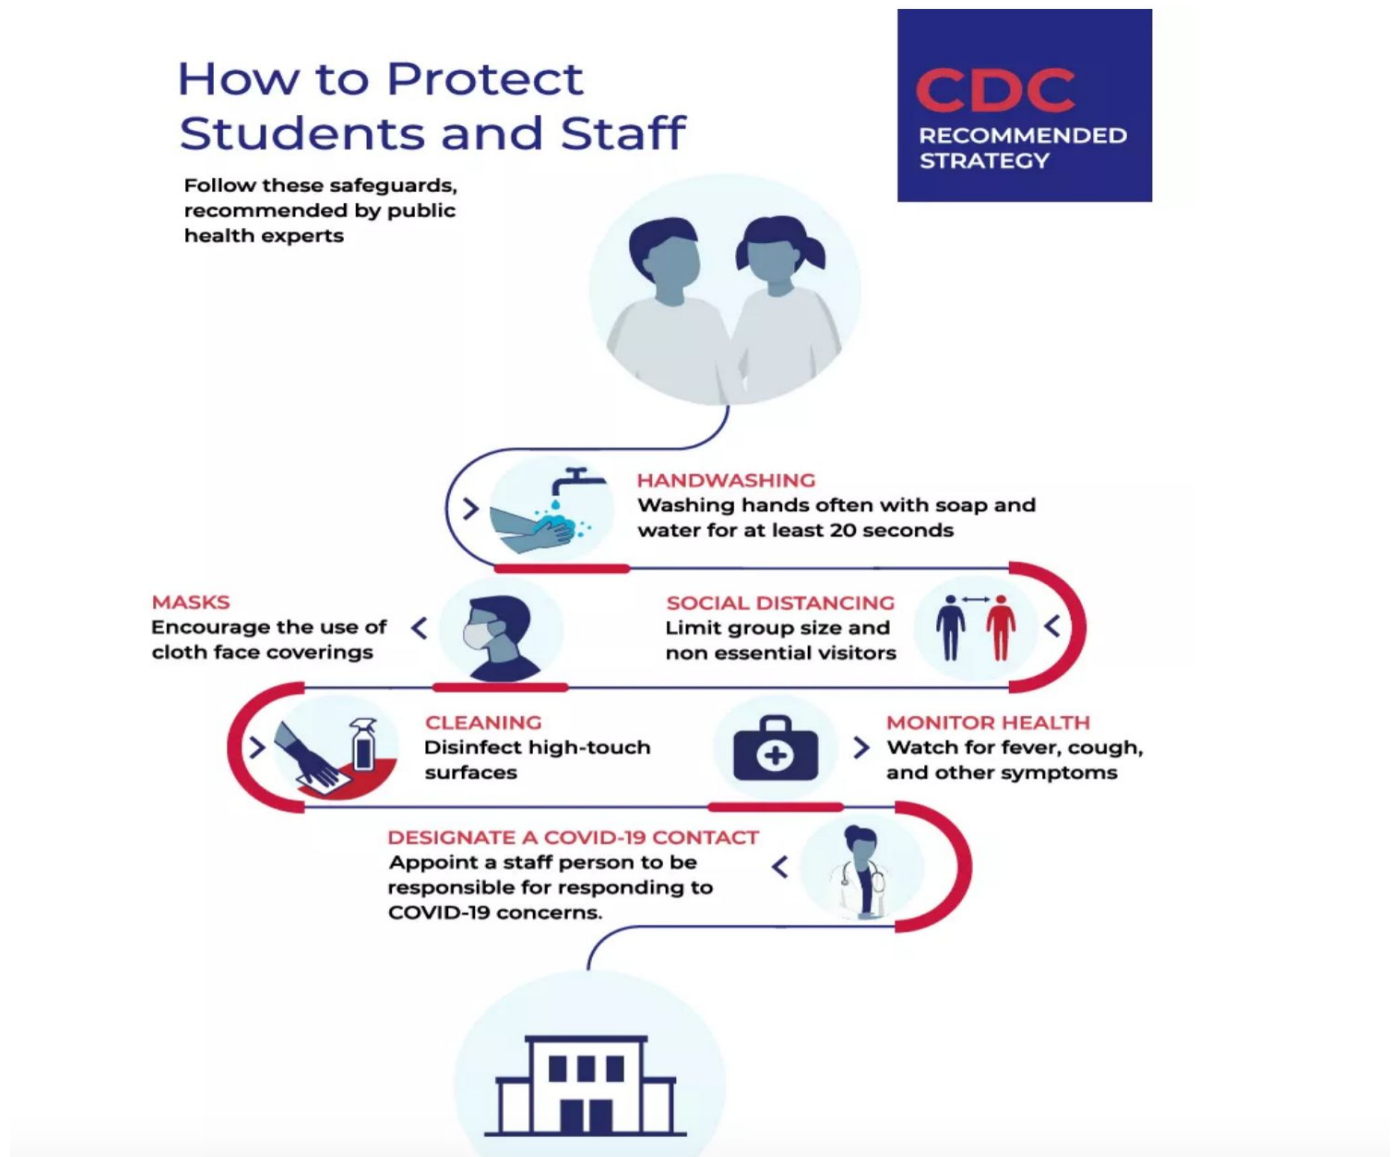 How to Protect
Students and Staff
Follow these safeguards,
recommended by public
health experts
CDC
RECOMMENDED
STRATEGY
HANDWASHING
Washing hands often with soap and
water for at least 20 seconds
SOCIAL DISTANCING
Limit group size and
non essential visitors
MASKS
Encourage the use of
cloth face coverings
CLEANING
Disinfect high-touch
surfaces
MONITOR HEALTH
Watch for fever, cough,
and other symptoms
DESIGNATE A COVID-19 CONTACT
Appoint a staff person to be
responsible for responding to
COVID-19 concerns.